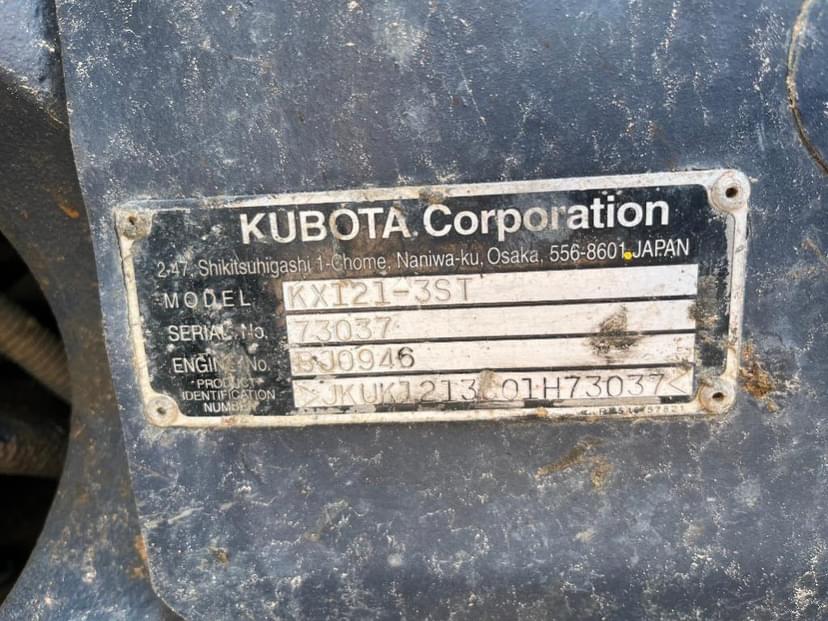 KUBOTA Corporation
2-47, Shikitsuhigashi 1-Chome, Naniwa-ku, Osaka, 556-8601 JAPAN
MODEL KX121-3ST
SERIAL No. 73037
ENGINE No. BJ0946
PRODUCT
IDENTIFICATION
NUMBER